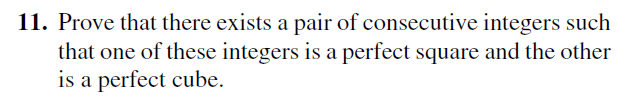 11. Prove that there exists a pair of consecutive integers such
that one of these integers is a perfect square and the other
is a perfect cube.